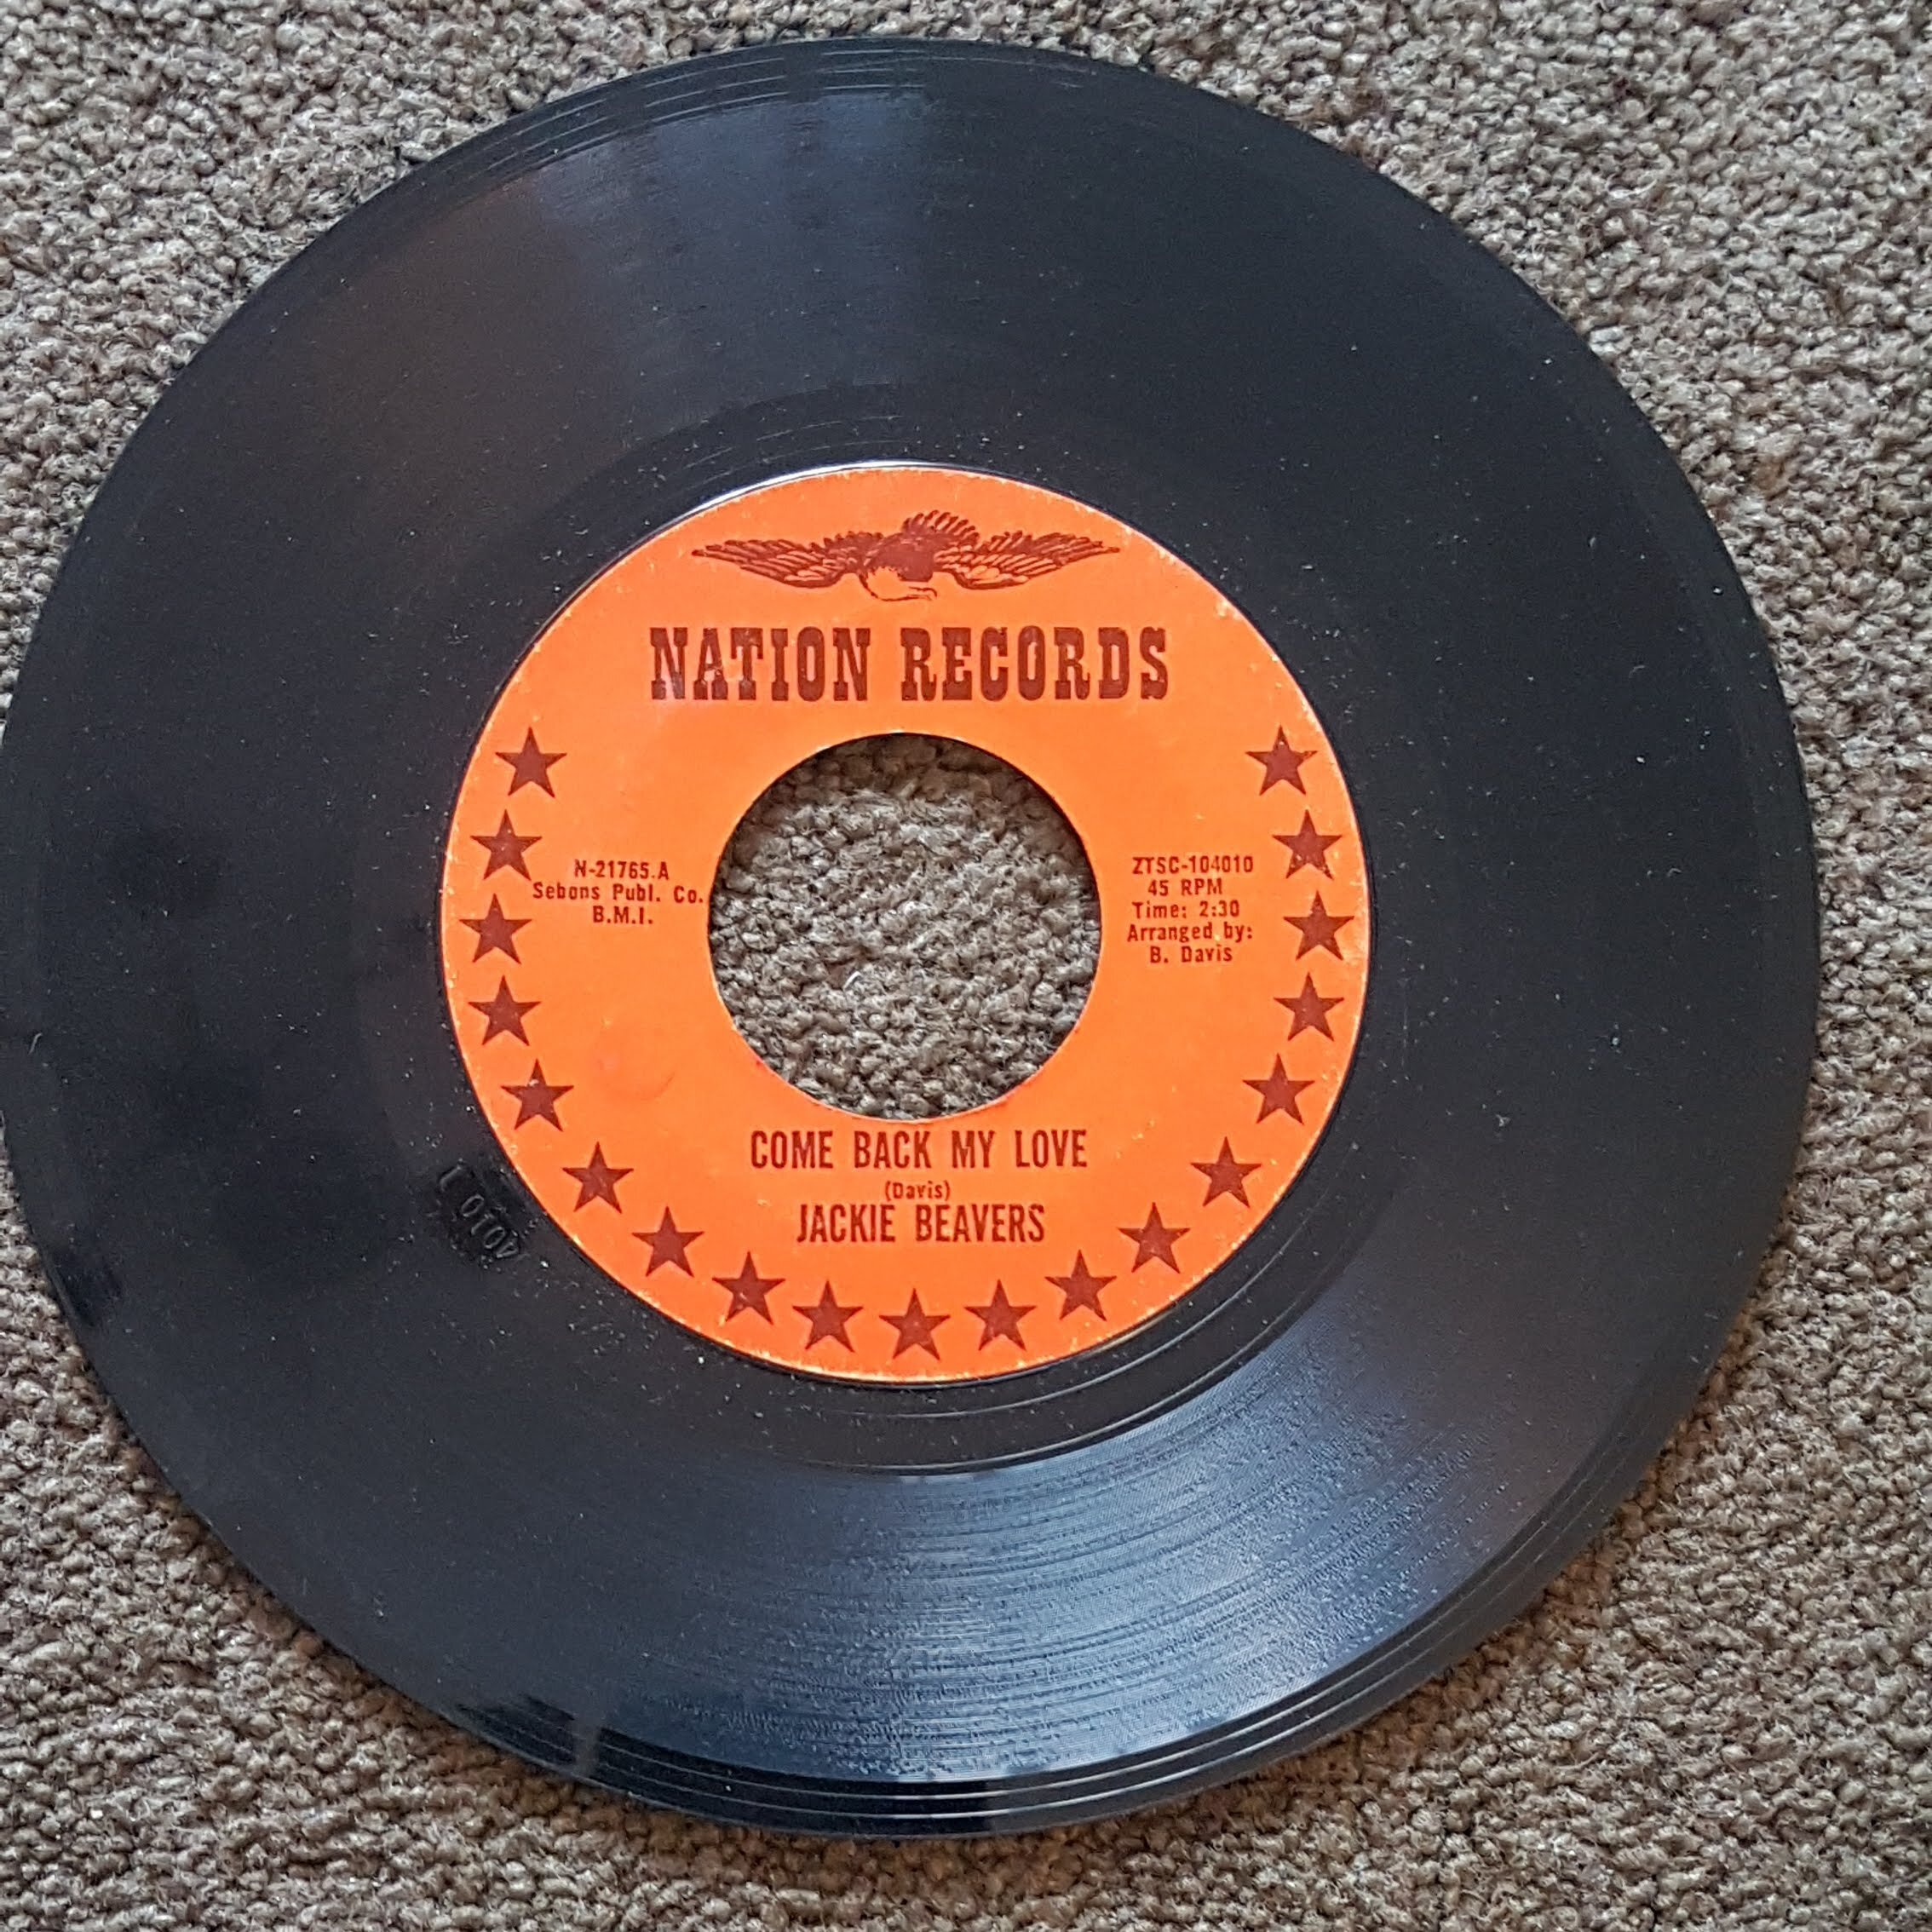 NATION RECORDS
N-21765.A
Sebons Publ. Co.
B.M.I.
ZTSC-104010
45 RPM
Time: 2:30
Arranged by:
B. Davis
COME BACK MY LOVE
(Davis)
JACKIE BEAVERS